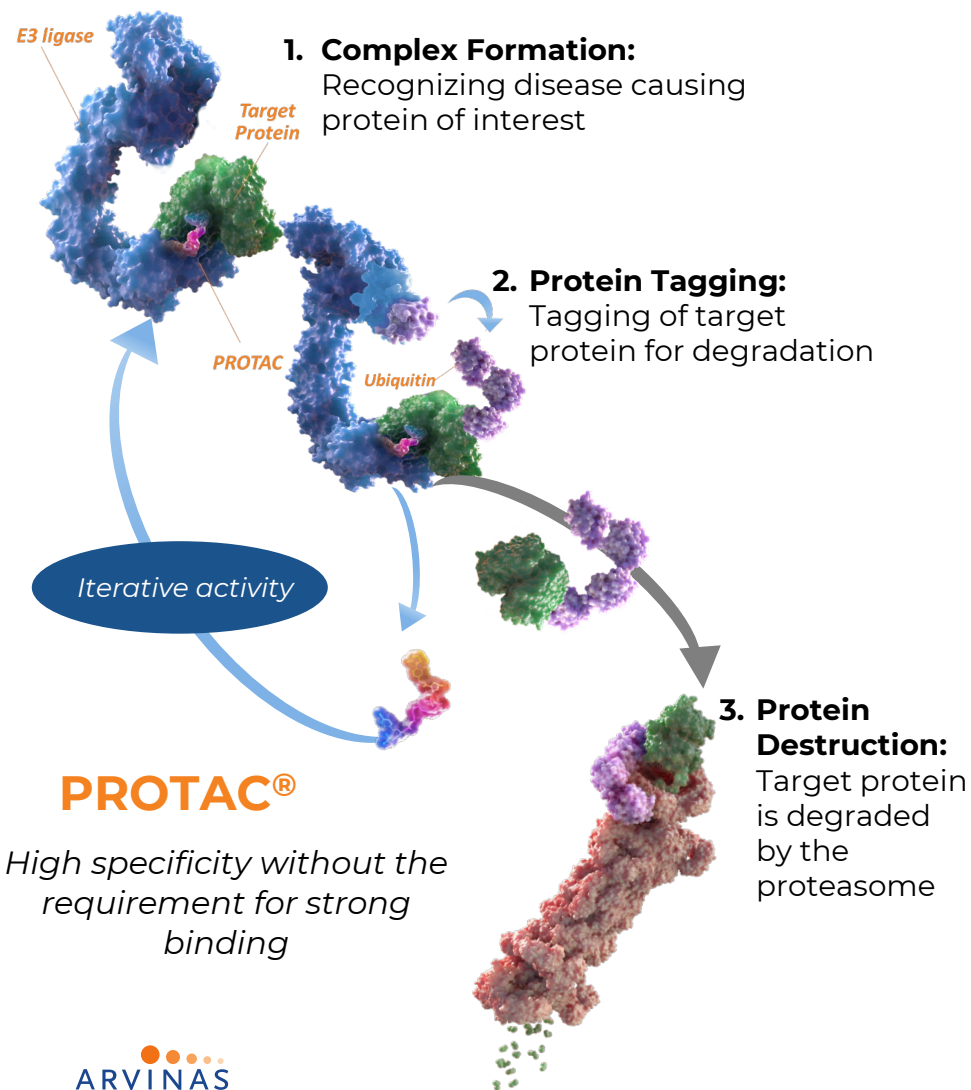 E3 ligase
1. Complex Formation:
Recognizing disease causing
protein of interest
Target
Protein
2. Protein Tagging:
Tagging of target
protein for degradation
PROTAC
Ubiquitin
Iterative activity
3. Protein
Destruction:
Target protein
is degraded
by the
proteasome
PROTAC®
High specificity without the
requirement for strong
binding
ARVINAS